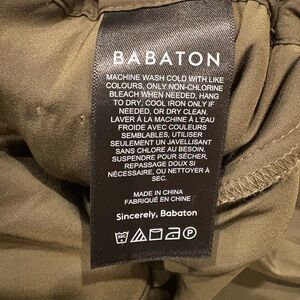 BABATON
MACHINE WASH COLD WITH LIKE
COLOURS, ONLY NON-CHLORINE
BLEACH WHEN NEEDED, HANG
TO DRY, COOL IRON ONLY IF
NEEDED, OR DRY CLEAN.
LAVER À LA MACHINE À L'EAU
FROIDE AVEC COULEURS
SEMBLABLES, UTILISER
SEULEMENT UN JAVELLISANT
SANS CHLORE AU BESOIN,
SUSPENDRE POUR SÉCHER,
REPASSAGE DOUX SI
NÉCESSAIRE, OU NETTOYER À
SEC.
MADE IN CHINA
FABRIQUÉ EN CHINE
Sincerely, Babaton
30C P